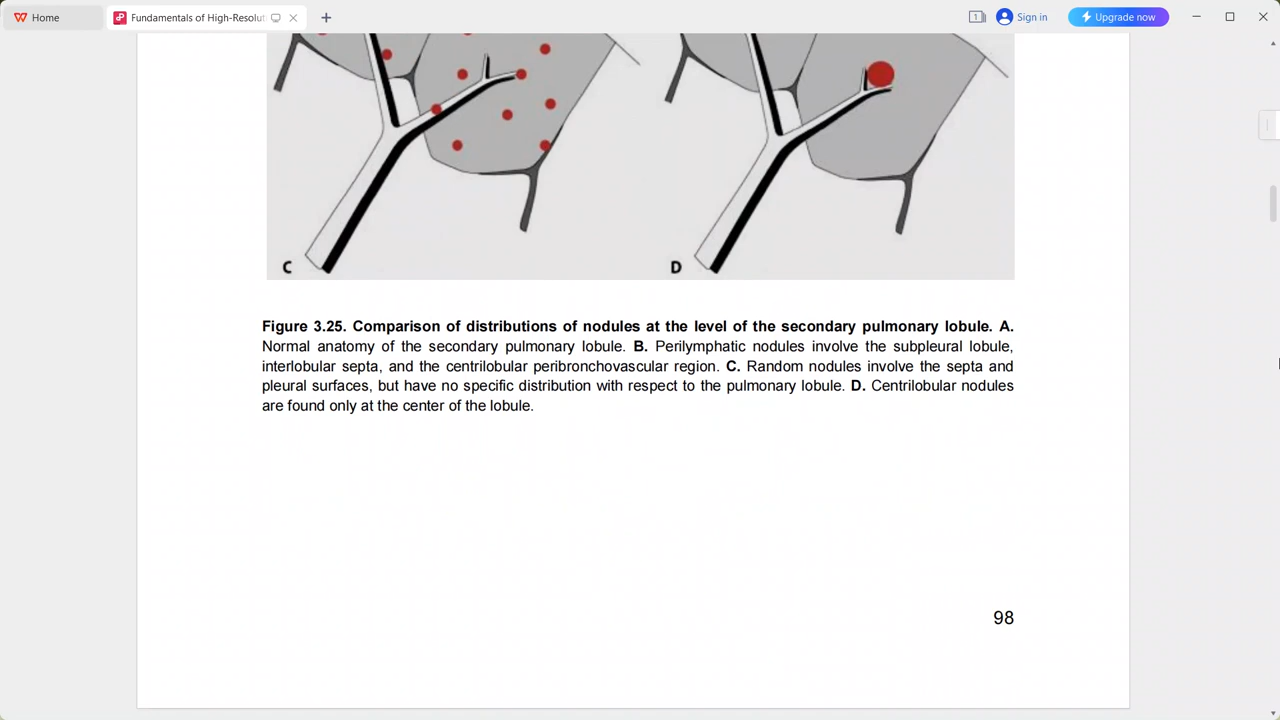 Home
Fundamentals of High-Resolut
1
Sign in
Upgrade now
C
D
Figure 3.25. Comparison of distributions of nodules at the level of the secondary pulmonary lobule. A.
Normal anatomy of the secondary pulmonary lobule. B. Perilymphatic nodules involve the subpleural lobule,
interlobular septa, and the centrilobular peribronchovascular region. C. Random nodules involve the septa and
pleural surfaces, but have no specific distribution with respect to the pulmonary lobule. D. Centrilobular nodules
are found only at the center of the lobule.
98